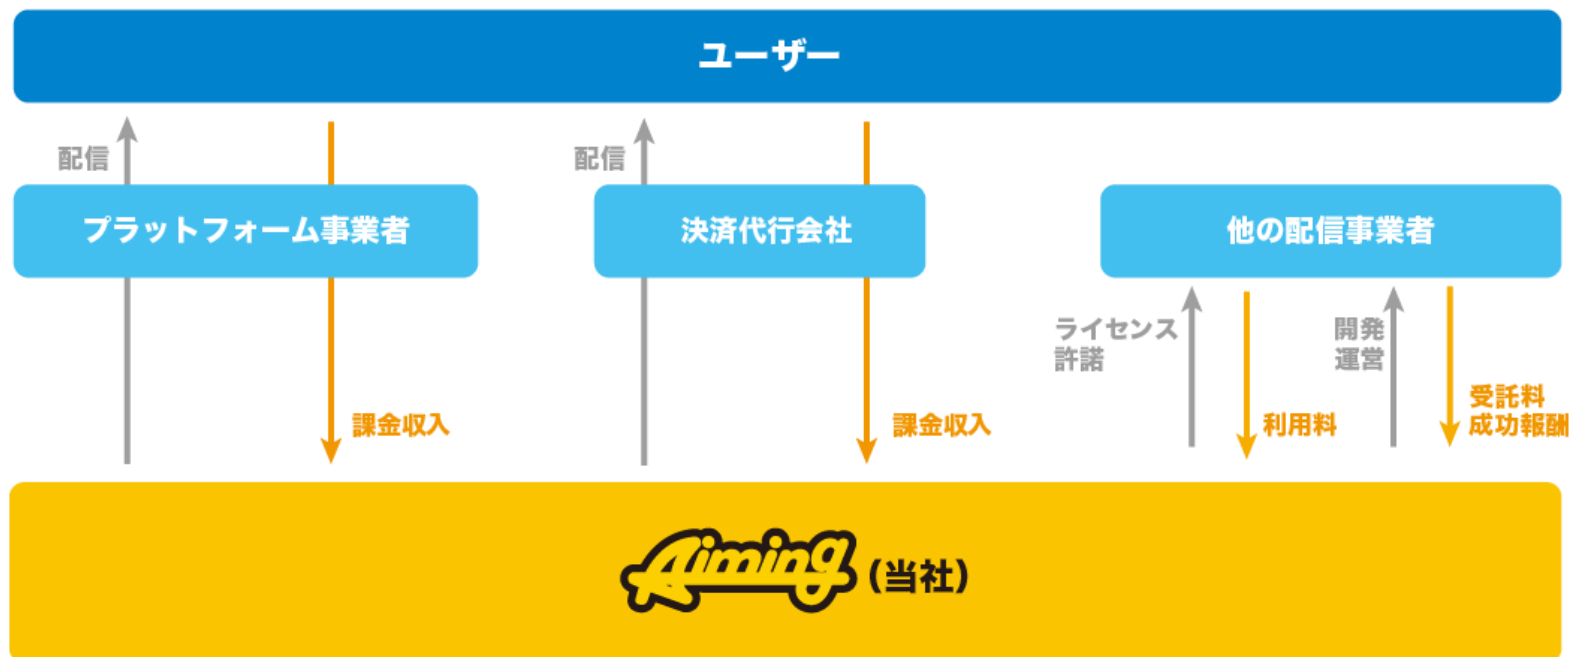 ユーザー
配信
配信
プラットフォーム事業者
決済代行会社
他の配信事業者
ライセンス
許諾
開発
運営
課金収入
課金収入
利用料
受託料
成功報酬
Aiming(当社)